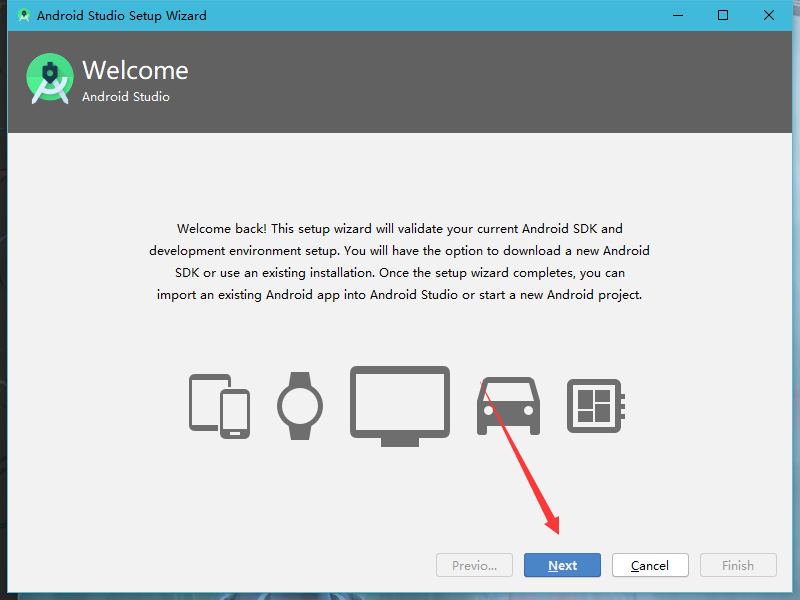 Android Studio Setup Wizard
Welcome
Android Studio
Welcome back! This setup wizard will validate your current Android SDK and
development environment setup. You will have the option to download a new Android
SDK or use an existing installation. Once the setup wizard completes, you can
import an existing Android app into Android Studio or start a new Android project.
Previo... Next Cancel Finish